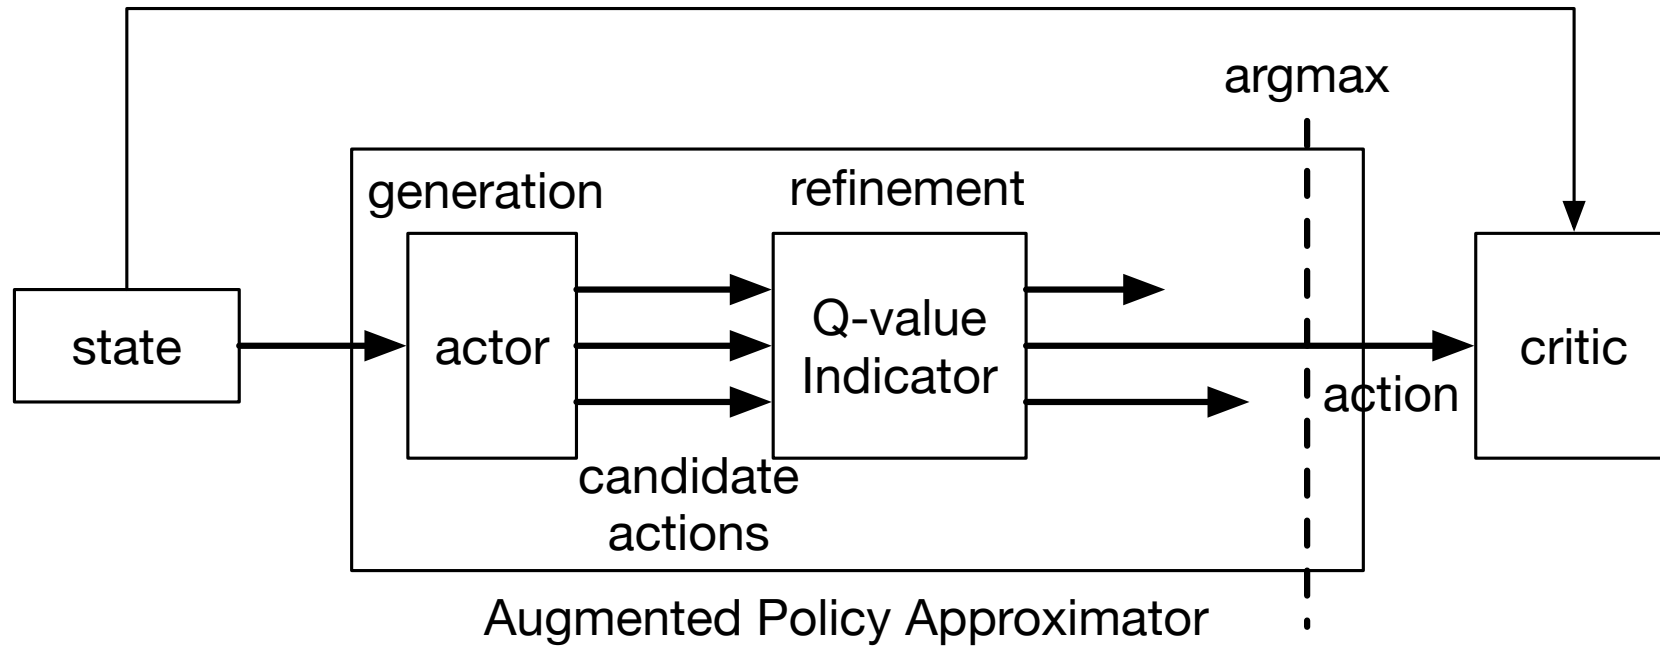 argmax
generation
refinement
state
actor
Q-value
Indicator
critic
action
candidate
actions
Augmented Policy Approximator